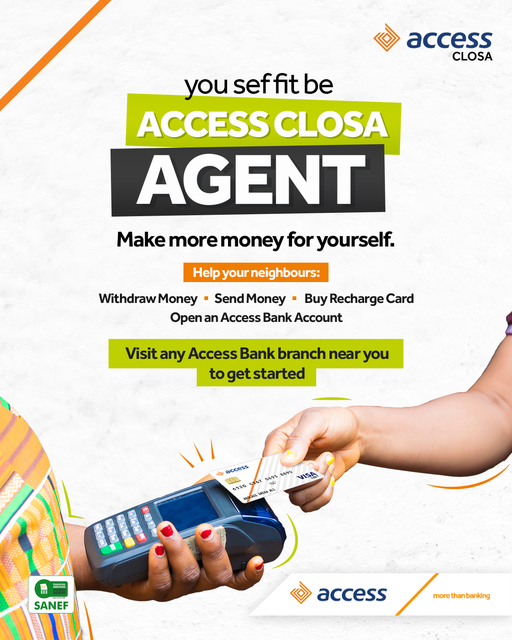 access
CLOSA
you sef fit be
ACCESS CLOSA
AGENT
Make more money for yourself.
Help your neighbours:
Withdraw Money ▪ Send Money ▪ Buy Recharge Card
Open an Access Bank Account
Visit any Access Bank branch near you
to get started
access
VISA
SANEF
access
more than banking